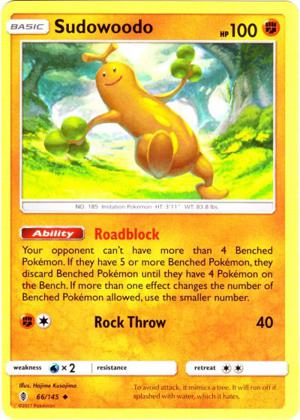 BASIC
Sudowoodo HP 100
NO. 185 Imitation Pokémon HT: 3'11" WT: 83.8 lbs
Ability Roadblock
Your opponent can't have more than 4 Benched
Pokémon. If they have 5 or more Benched Pokémon, they
discard Benched Pokémon until they have 4 Pokémon on
the Bench. If more than one effect changes the number of
Benched Pokémon allowed, use the smaller number.
Rock Throw 40
weakness ×2 resistance retreat
Illus. Hajime Kusajima
66/145
©2017 Pokémon
To avoid attack, it mimics a tree. It will run off if
splashed with water, which it hates.